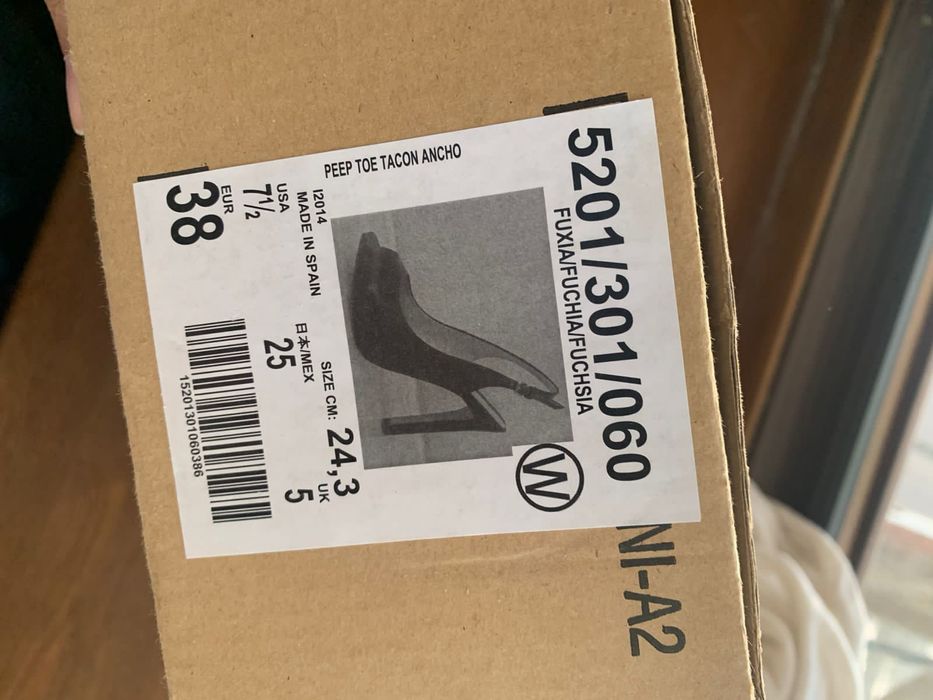 5201/301/060
FUXIA/FUCHIA/FUCHSIA
W
PEEP TOE TACON ANCHO
I2014
MADE IN SPAIN
SIZE CM: 24,3
USA
7½
日本/MEX
25
UK
5
EUR
38
15201301060386
NI-A2